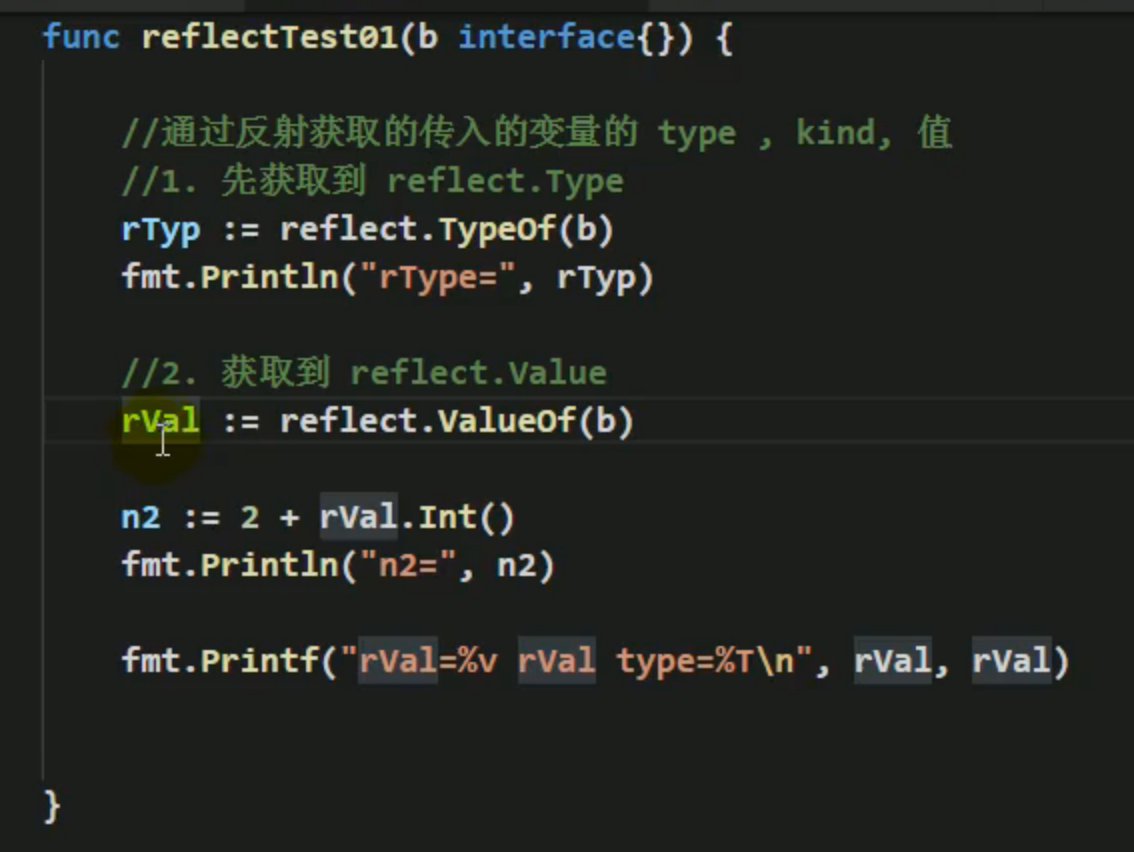 func reflectTest01(b interface{}) {
//通过反射获取的传入的变量的 type , kind, 值
//1. 先获取到 reflect.Type
rTyp := reflect.TypeOf(b)
fmt.Println("rType=", rTyp)
//2. 获取到 reflect.Value
rVal := reflect.ValueOf(b)
n2 := 2 + rVal.Int()
fmt.Println("n2=", n2)
fmt.Printf("rVal=%v rVal type=%T\n", rVal, rVal)
}